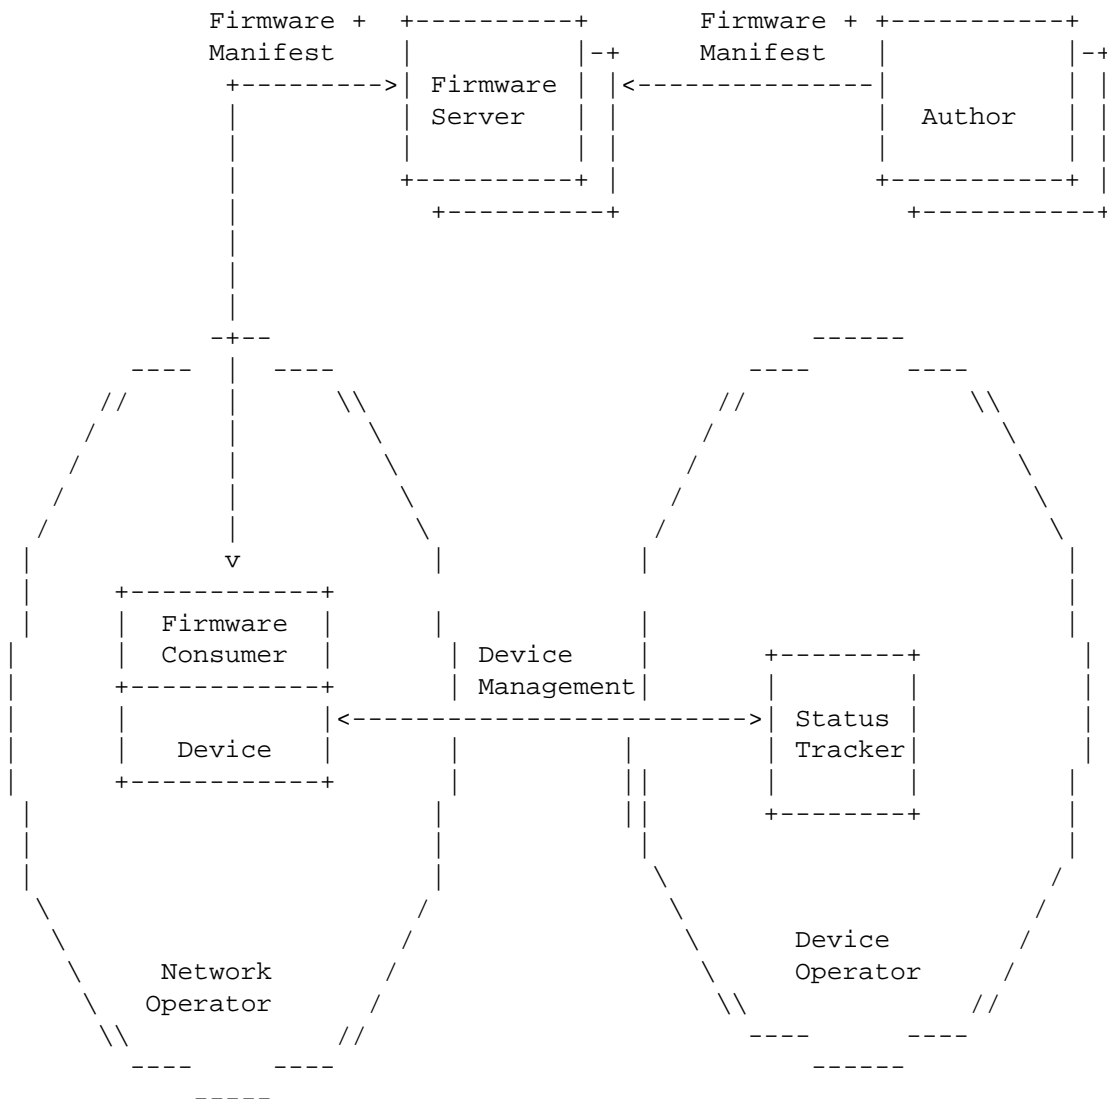 Firmware + Firmware +
Manifest Manifest
Firmware
Server Author
Firmware
Consumer Device
Management
Status
Device Tracker
Device
Network Operator
Operator